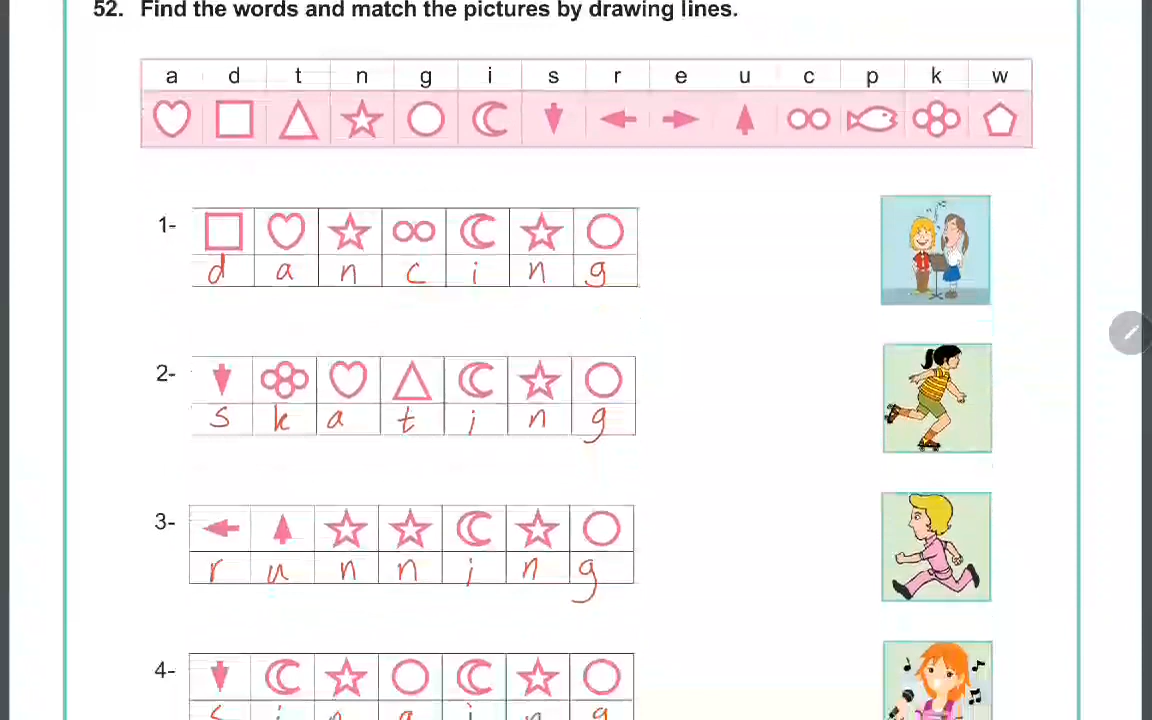 52. Find the words and match the pictures by drawing lines.
a d t n g i s r e u c p k w
1-
d a n c i n g
2-
s k a t i n g
3-
r u n n i n g
4-
s i n g i n g